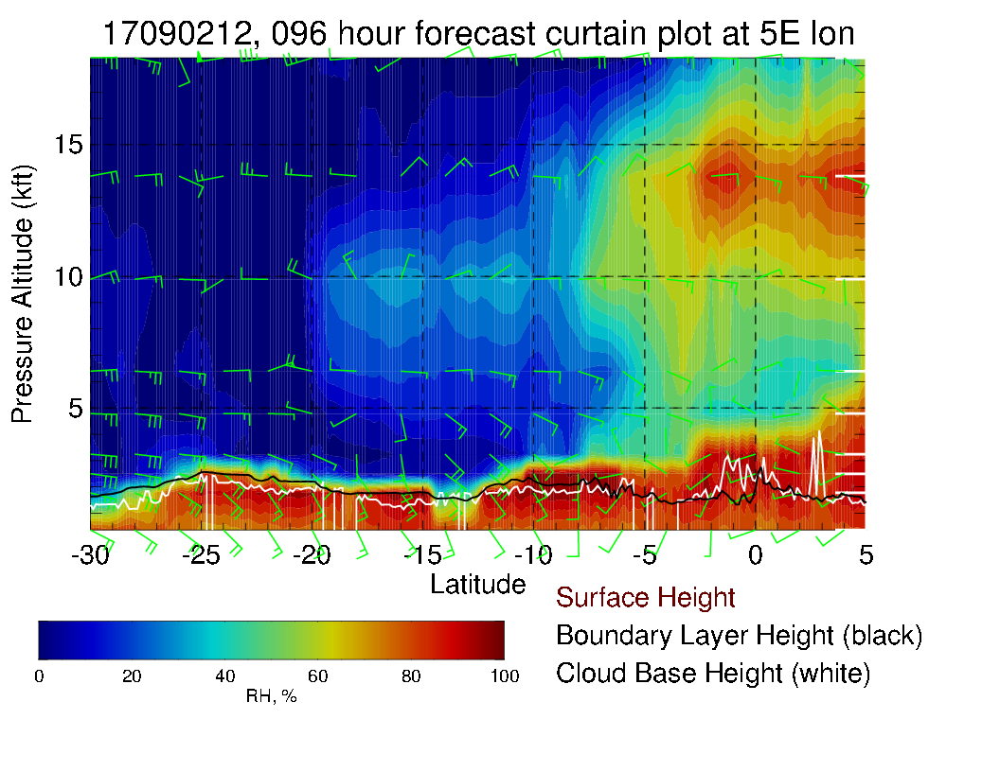 17090212, 096 hour forecast curtain plot at 5E lon
Pressure Altitude (kft)
15
10
5
-30 -25 -20 -15 -10 -5 0 5
Latitude
Surface Height
Boundary Layer Height (black)
Cloud Base Height (white)
0 20 40 60 80 100
RH, %